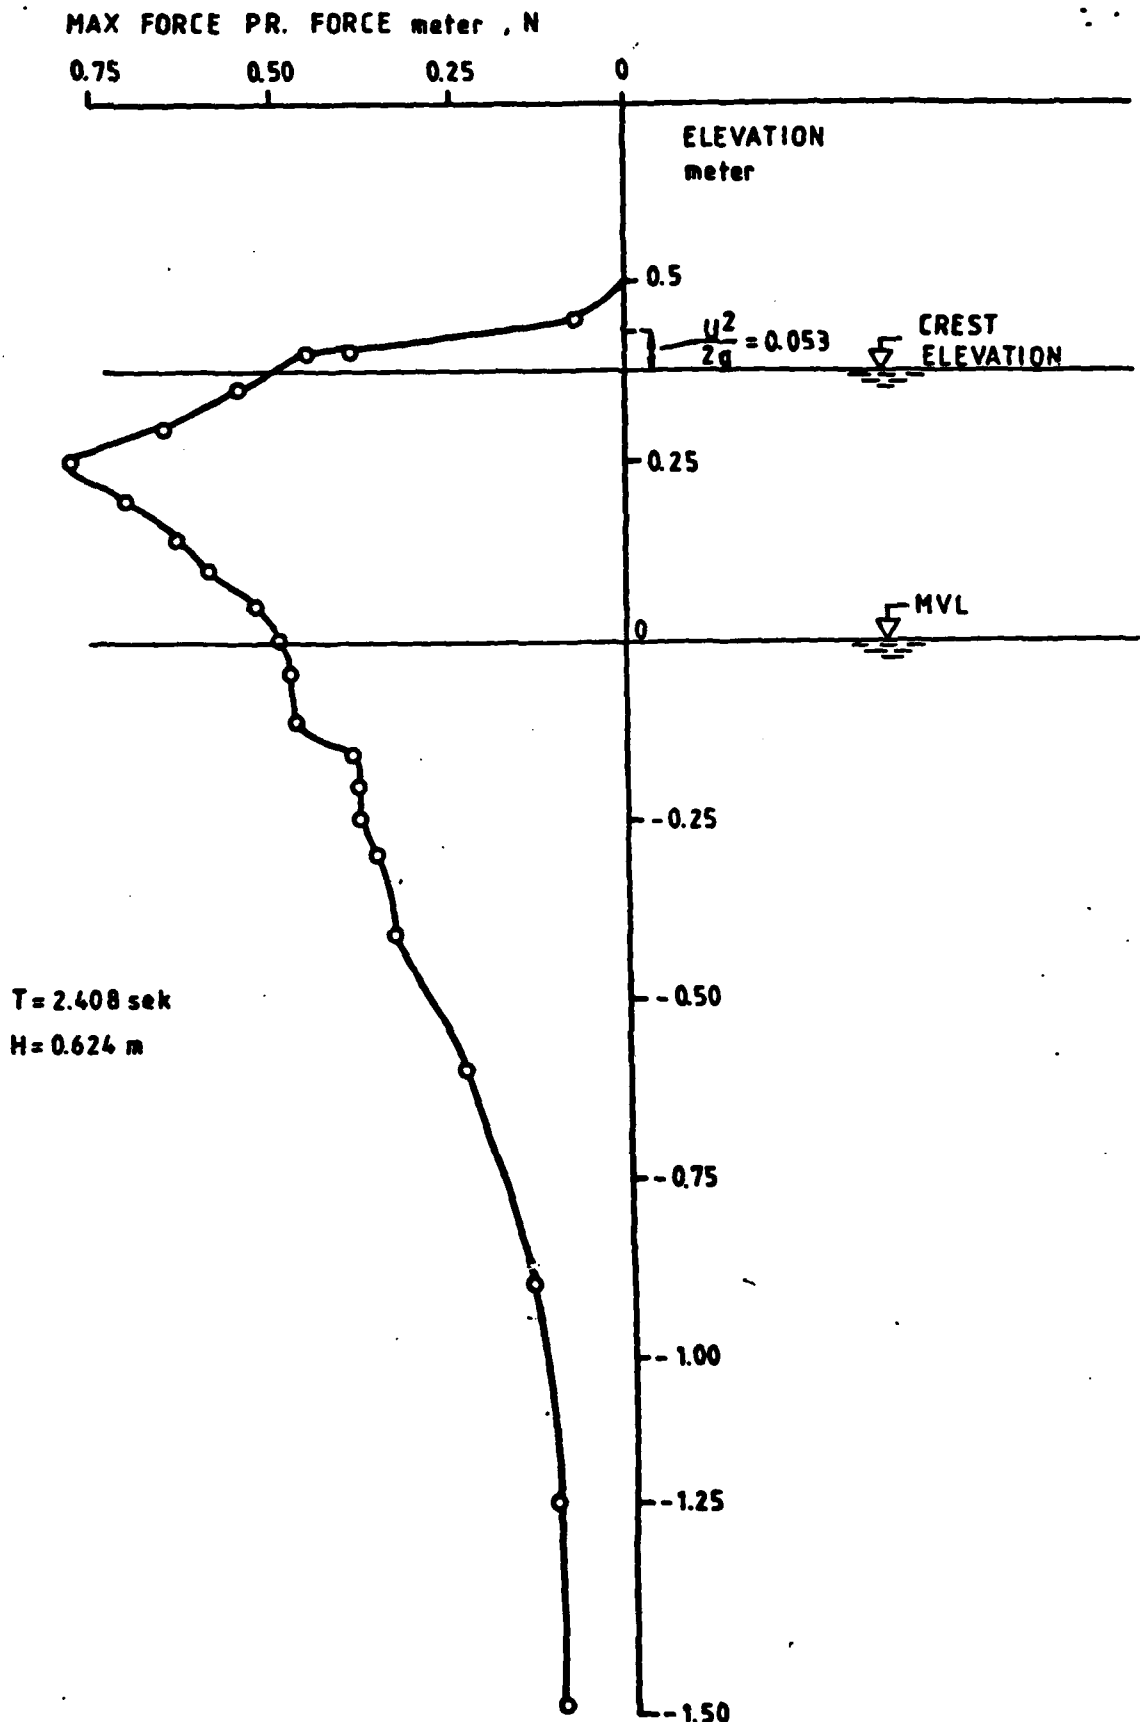 MAX FORCE PR. FORCE meter , N
0.75 0.50 0.25 0
ELEVATION
meter
0.5
U²
2g
= 0.053
CREST
ELEVATION
0.25
MVL
0
-0.25
T= 2.408 sek
-0.50
H= 0.624 m
-0.75
-1.00
-1.25
-1.50